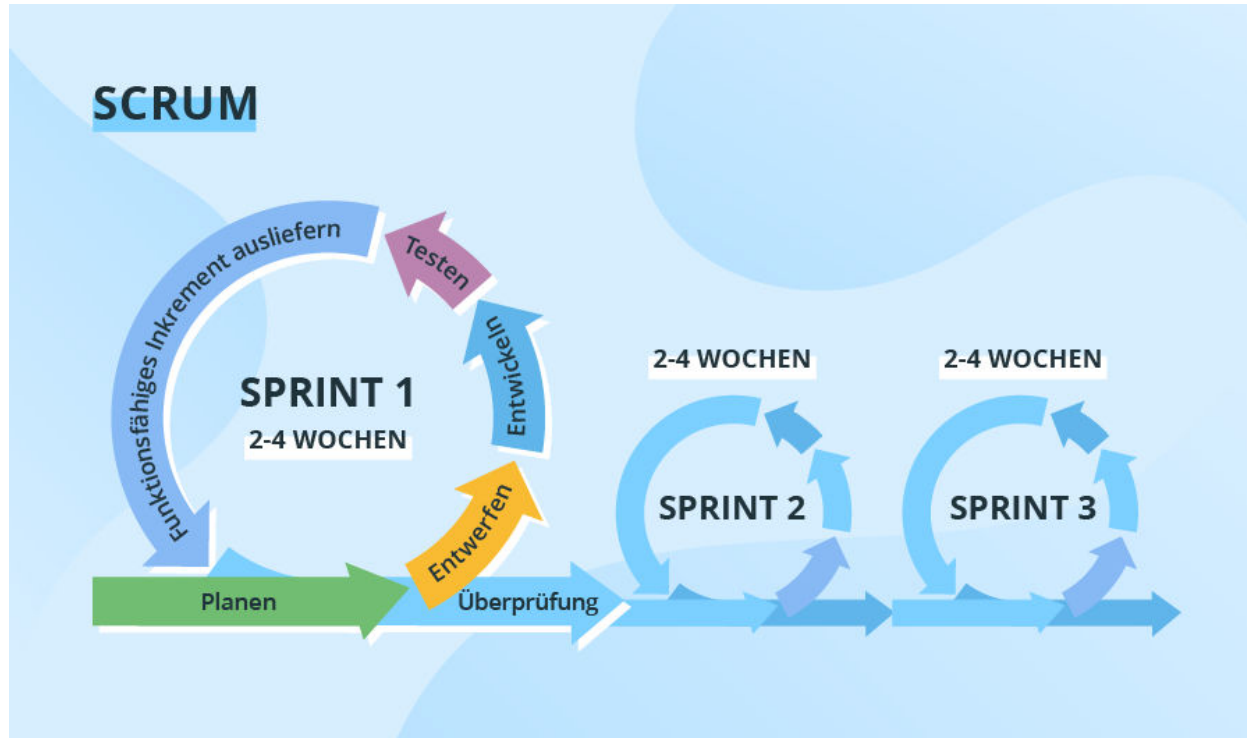 SCRUM
Funktionsfähiges Inkrement ausliefern
Testen
Entwickeln
SPRINT 1
2-4 WOCHEN
Entwerfen
Planen
Überprüfung
2-4 WOCHEN
SPRINT 2
2-4 WOCHEN
SPRINT 3